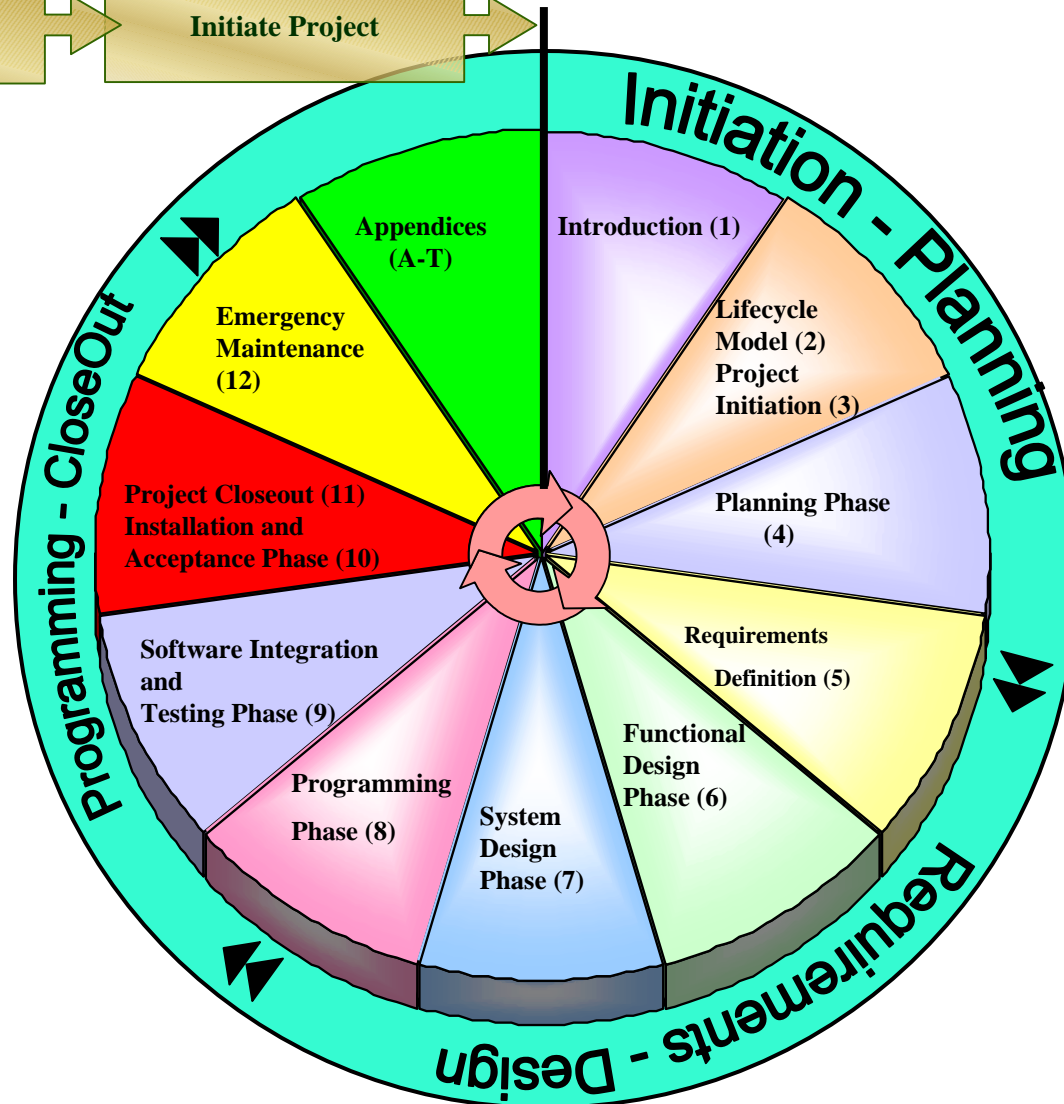 Initiate Project
Initiation - Planning
Requirements - Design
Programming - CloseOut
Introduction (1)
Lifecycle
Model (2)
Project
Initiation (3)
Planning Phase
(4)
Requirements
Definition (5)
Functional
Design
Phase (6)
System
Design
Phase (7)
Programming
Phase (8)
Software Integration
and
Testing Phase (9)
Project Closeout (11)
Installation and
Acceptance Phase (10)
Emergency
Maintenance
(12)
Appendices
(A-T)